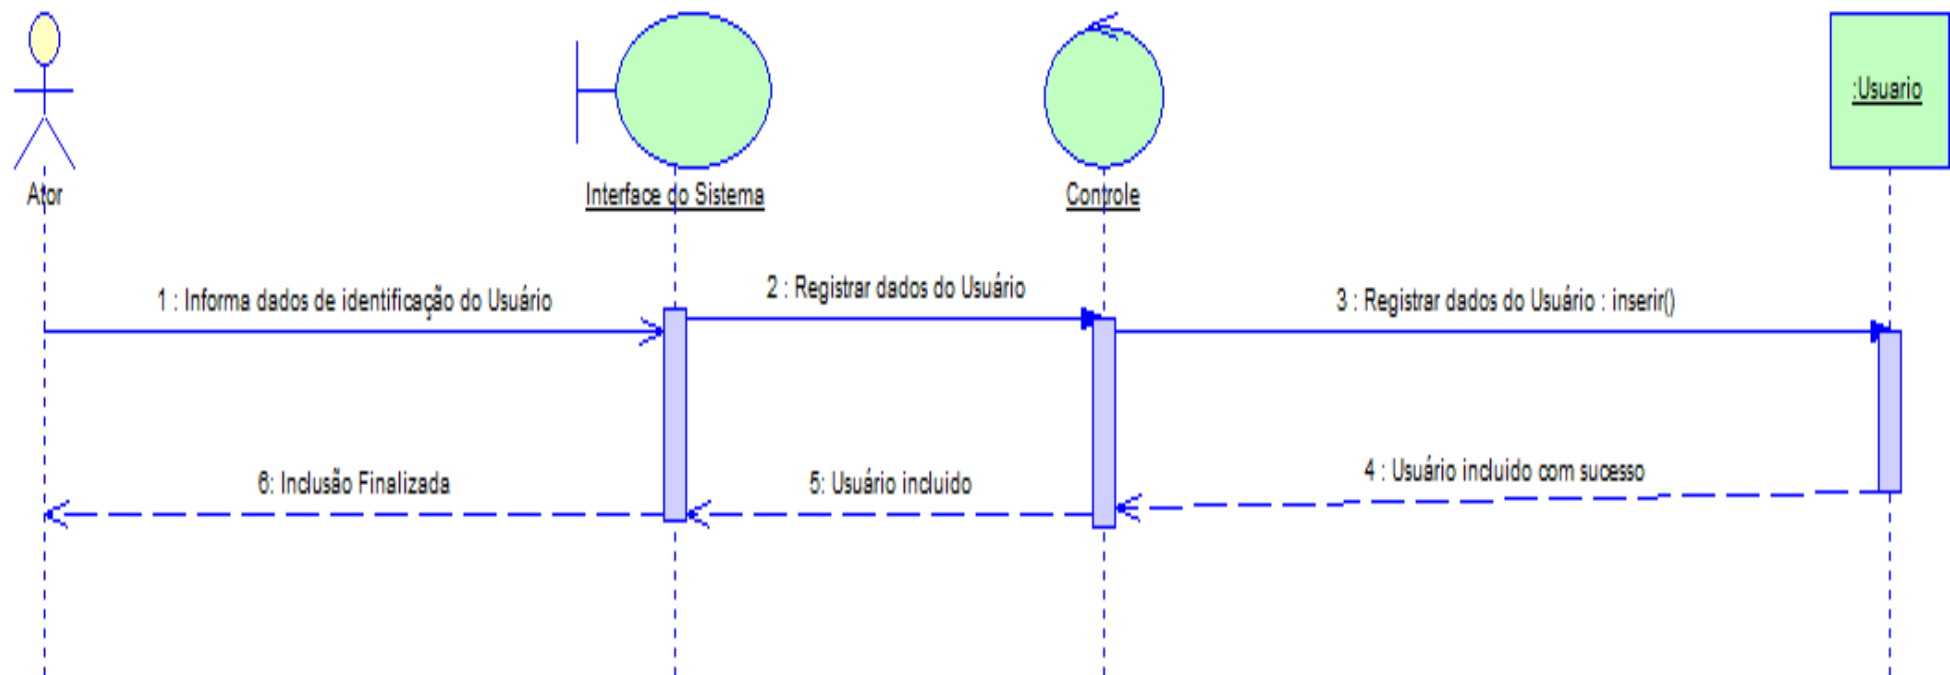 :Usuario
Ator
Interface do Sistema
Controle
1 : Informa dados de identificação do Usuário
2 : Registrar dados do Usuário
3 : Registrar dados do Usuário : inserir()
4 : Usuário incluido com sucesso
5: Usuário incluido
6: Inclusão Finalizada